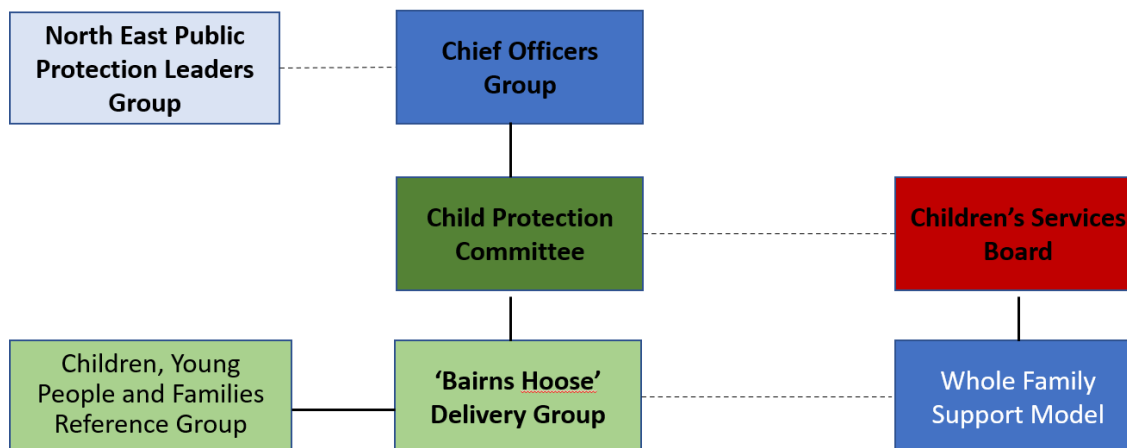 North East Public
Protection Leaders
Group
Chief Officers
Group
Child Protection
Committee
Children’s Services
Board
Children, Young
People and Families
Reference Group
‘Bairns Hoose’
Delivery Group
Whole Family
Support Model